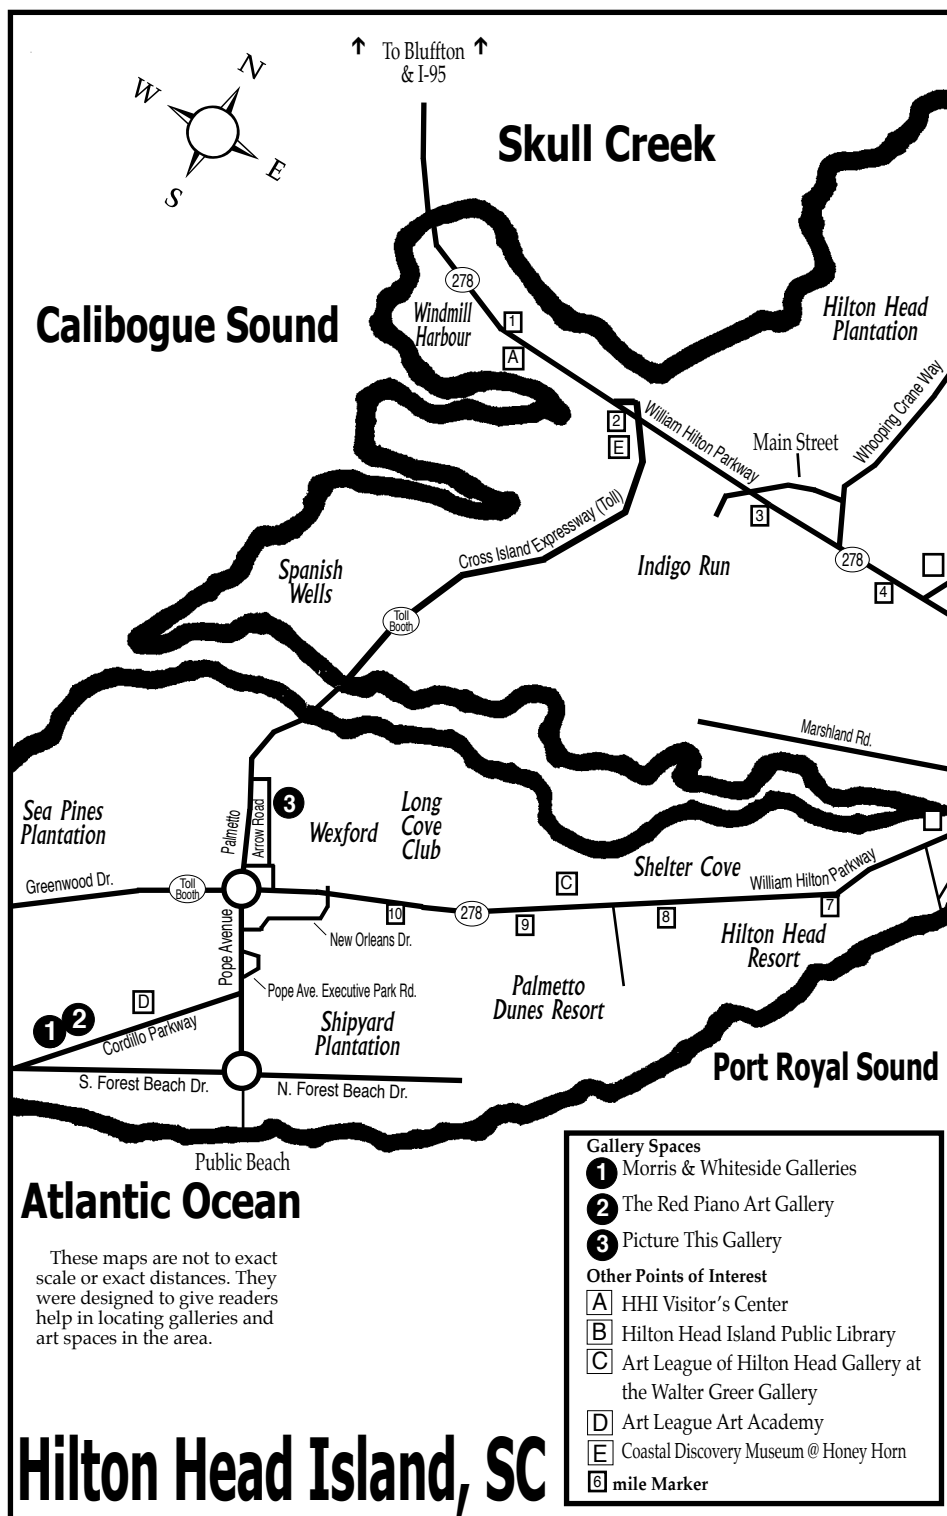 To Bluffton
& I-95
N
W
E
S
Skull Creek
278
Calibogue Sound
Windmill
Harbour
1
A
Hilton Head
Plantation
2
E
William Hilton Parkway
Main Street
Whooping Crane Way
3
Cross Island Expressway (Toll)
Indigo Run
278
4
Spanish
Wells
Toll
Booth
Marshland Rd.
Sea Pines
Plantation
Palmetto
Arrow Road
3
Wexford
Long
Cove
Club
Shelter Cove
William Hilton Parkway
Greenwood Dr.
Toll
Booth
C
10
278
9
8
7
Pope Avenue
New Orleans Dr.
Hilton Head
Resort
Pope Ave. Executive Park Rd.
Palmetto
Dunes Resort
D
1
2
Cordillo Parkway
Shipyard
Plantation
Port Royal Sound
S. Forest Beach Dr.
N. Forest Beach Dr.
Public Beach
Atlantic Ocean
These maps are not to exact
scale or exact distances. They
were designed to give readers
help in locating galleries and
art spaces in the area.
Gallery Spaces
1 Morris & Whiteside Galleries
2 The Red Piano Art Gallery
3 Picture This Gallery
Other Points of Interest
A HHI Visitor's Center
B Hilton Head Island Public Library
C Art League of Hilton Head Gallery at
the Walter Greer Gallery
D Art League Art Academy
E Coastal Discovery Museum @ Honey Horn
6 mile Marker
Hilton Head Island, SC